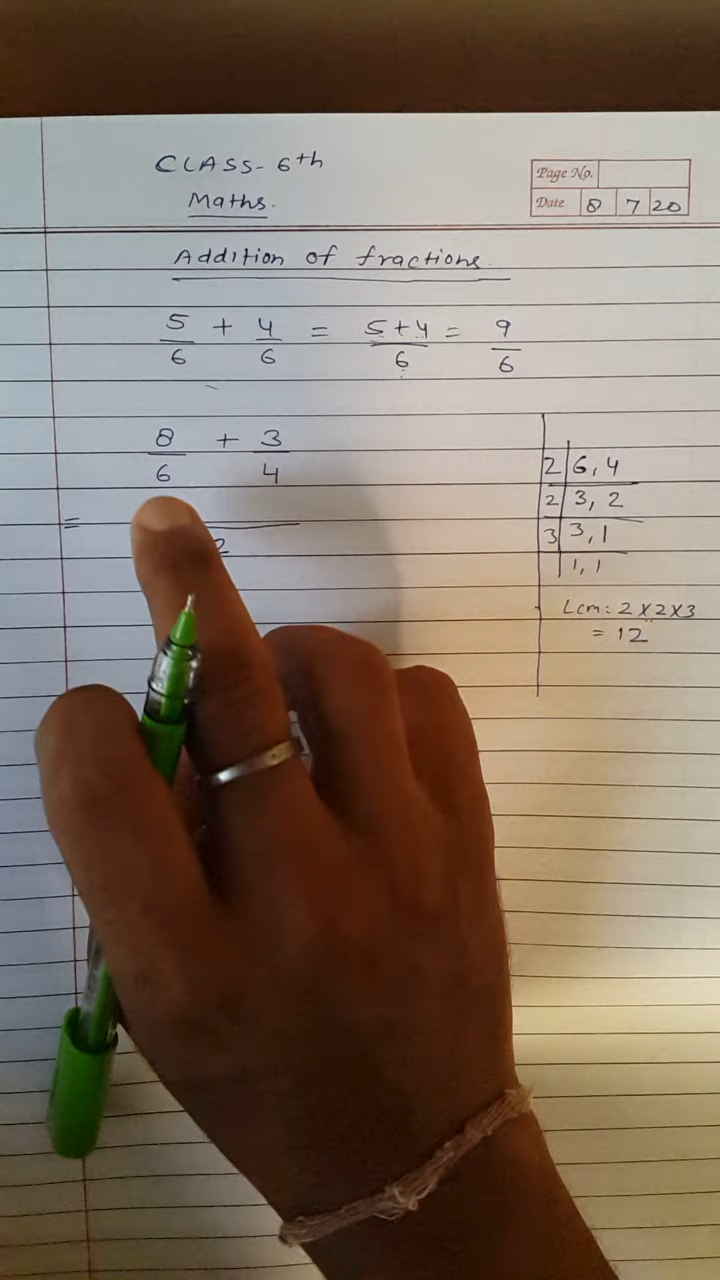 CLASS- 6th
Maths.
Page No.
Date 8 7 20
Addition of fractions
5/6 + 4/6 = 5+4/6 = 9/6
8/6 + 3/4
=
2
2 | 6, 4
2 | 3, 2
3 | 3, 1
1, 1
Lcm: 2 X 2 X 3
= 12